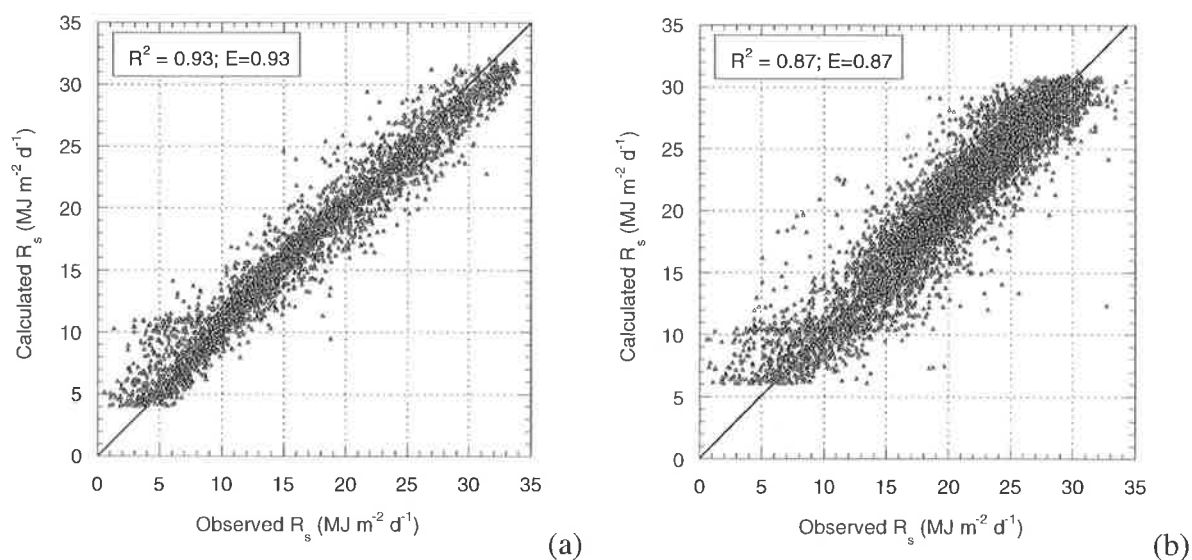 R² = 0.93; E=0.93
35
30
25
20
15
10
5
0
Calculated Rₛ (MJ m⁻² d⁻¹)
0 5 10 15 20 25 30 35
Observed Rₛ (MJ m⁻² d⁻¹)
(a)
R² = 0.87; E=0.87
35
30
25
20
15
10
5
0
Calculated Rₛ (MJ m⁻² d⁻¹)
0 5 10 15 20 25 30 35
Observed Rₛ (MJ m⁻² d⁻¹)
(b)